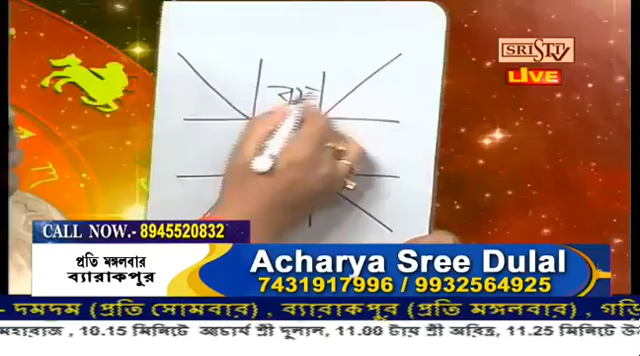 SRISTI TV
LIVE
CALL NOW.- 8945520832
প্রতি মঙ্গলবার
ব্যারাকপুর
Acharya Sree Dulal
7431917996 / 9932564925
- দমদম (প্রতি সোমবার) , ব্যারাকপুর (প্রতি মঙ্গলবার) ,
মহারাজ , 10.15 মিনিটে আচার্য শ্রী দুলাল, 11.00 টায় শ্রী অরিত্র, 11.25 মিনিটে